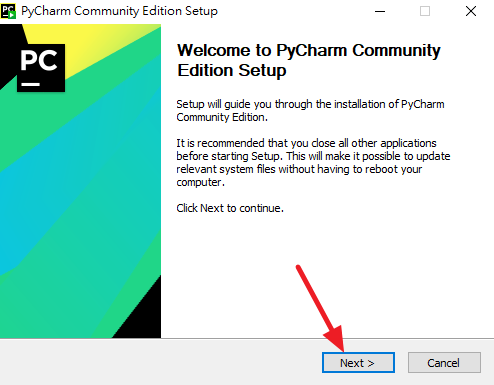 PyCharm Community Edition Setup
PC
Welcome to PyCharm Community
Edition Setup
Setup will guide you through the installation of PyCharm
Community Edition.
It is recommended that you close all other applications
before starting Setup. This will make it possible to update
relevant system files without having to reboot your
computer.
Click Next to continue.
Next >
Cancel